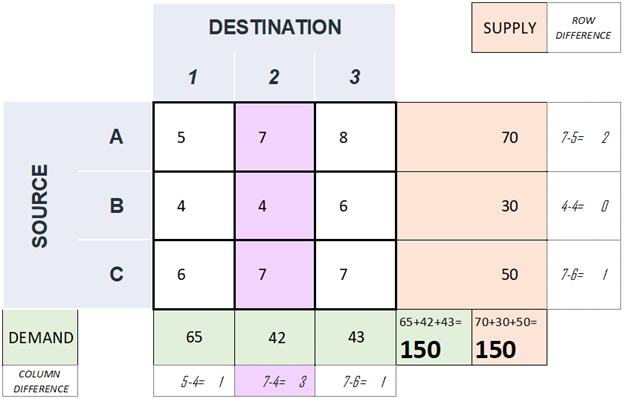 DESTINATION
SUPPLY
ROW
DIFFERENCE
1 2 3
SOURCE
A 5 7 8 70 7-5= 2
B 4 4 6 30 4-4= 0
C 6 7 7 50 7-6= 1
DEMAND 65 42 43 65+42+43= 70+30+50=
150 150
COLUMN
DIFFERENCE
5-4= 1 7-4= 3 7-6= 1